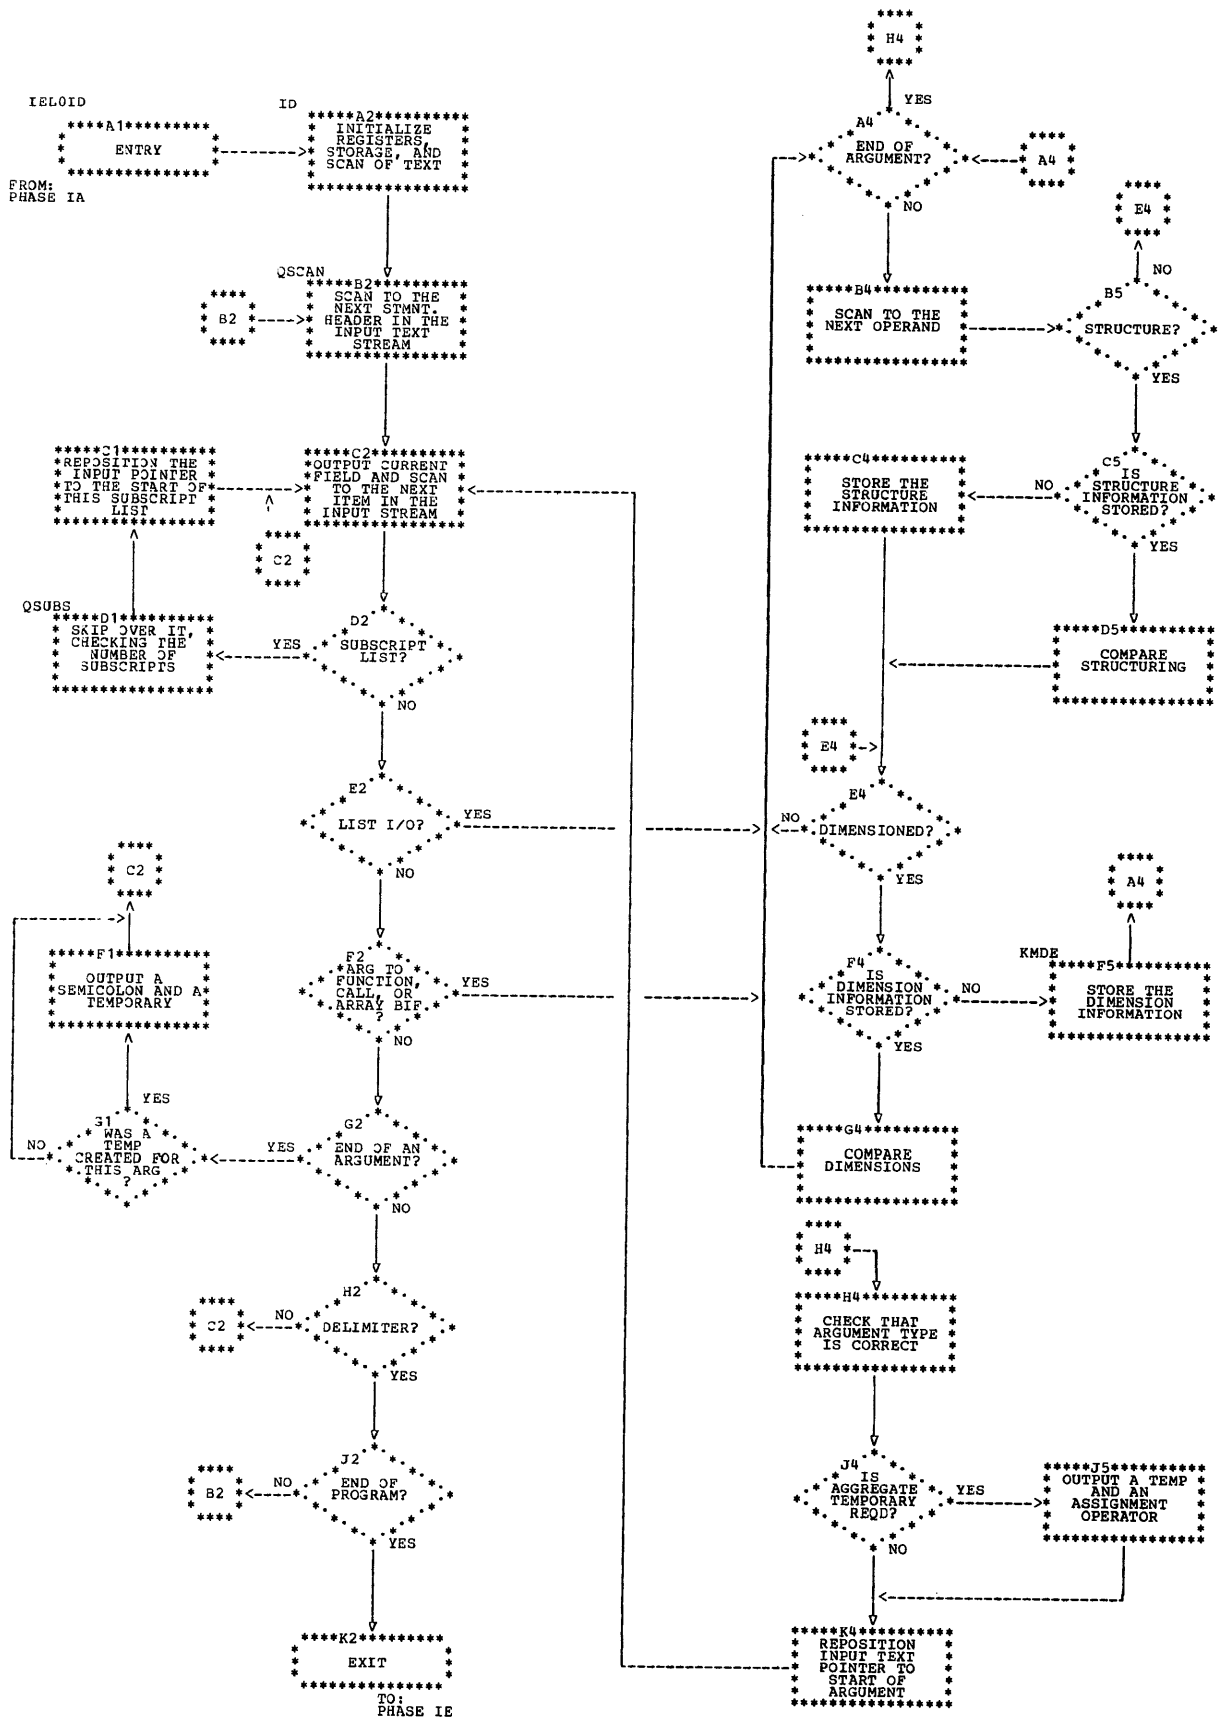 IEL0ID
A1
ENTRY
FROM:
PHASE IA
ID
A2
INITIALIZE
REGISTERS,
STORAGE, AND
SCAN OF TEXT
QSCAN
B2
B2
SCAN TO THE
NEXT STMNT.
HEADER IN THE
INPUT TEXT
STREAM
C1
REPOSITION THE
INPUT POINTER
TO THE START OF
THIS SUBSCRIPT
LIST
C2
OUTPUT CURRENT
FIELD AND SCAN
TO THE NEXT
ITEM IN THE
INPUT STREAM
C2
QSUBS
D1
SKIP OVER IT,
CHECKING THE
NUMBER OF
SUBSCRIPTS
YES
D2
SUBSCRIPT
LIST?
NO
E2
LIST I/O?
YES
NO
C2
F1
OUTPUT A
SEMICOLON AND A
TEMPORARY
F2
ARG TO
FUNCTION,
CALL, OR
ARRAY BIF
?
YES
NO
YES
NO
G1
WAS A
TEMP
CREATED FOR
THIS ARG
?
YES
G2
END OF AN
ARGUMENT?
NO
C2
NO
H2
DELIMITER?
YES
B2
NO
J2
END OF
PROGRAM?
YES
K2
EXIT
TO:
PHASE IE
H4
YES
A4
END OF
ARGUMENT?
NO
A4
E4
NO
B4
SCAN TO THE
NEXT OPERAND
B5
STRUCTURE?
YES
C4
STORE THE
STRUCTURE
INFORMATION
NO
C5
IS
STRUCTURE
INFORMATION
STORED?
YES
D5
COMPARE
STRUCTURING
E4
NO
E4
DIMENSIONED?
YES
A4
F4
IS
DIMENSION
INFORMATION
STORED?
NO
YES
KMDE
F5
STORE THE
DIMENSION
INFORMATION
G4
COMPARE
DIMENSIONS
H4
H4
CHECK THAT
ARGUMENT TYPE
IS CORRECT
J4
IS
AGGREGATE
TEMPORARY
REQD?
YES
NO
J5
OUTPUT A TEMP
AND AN
ASSIGNMENT
OPERATOR
K4
REPOSITION
INPUT TEXT
POINTER TO
START OF
ARGUMENT